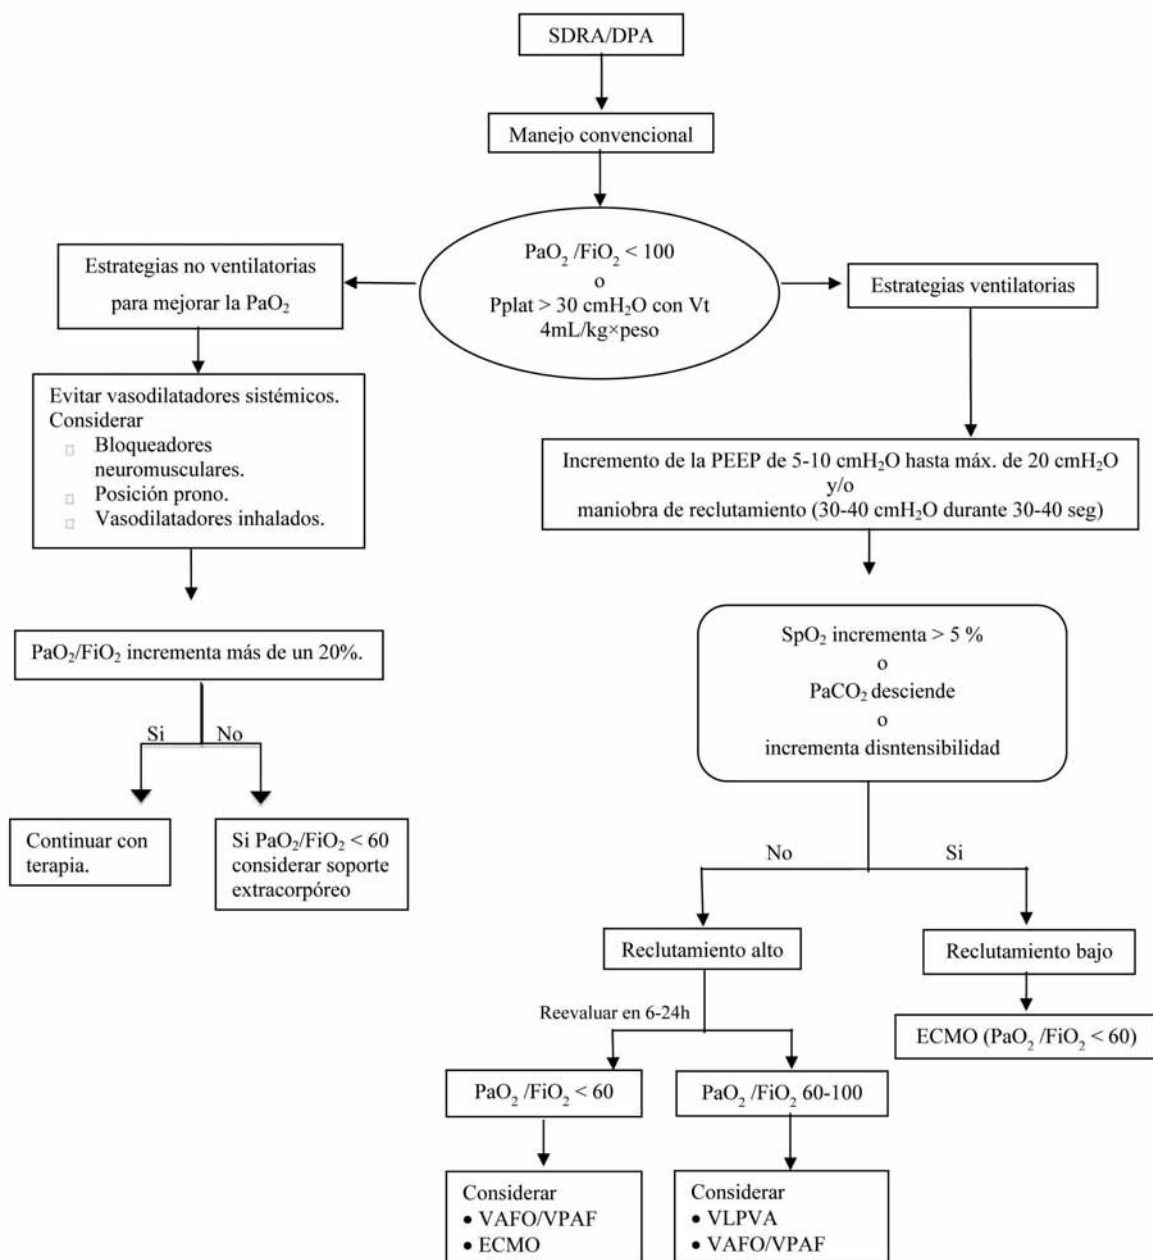 SDRA/DPA
Manejo convencional
PaO₂ /FiO₂ < 100
o
Pplat > 30 cmH₂O con Vt
4mL/kg×peso
Estrategias no ventilatorias
para mejorar la PaO₂
Estrategias ventilatorias
Evitar vasodilatadores sistémicos.
Considerar
Bloqueadores
neuromusculares.
Posición prono.
Vasodilatadores inhalados.
Incremento de la PEEP de 5-10 cmH₂O hasta máx. de 20 cmH₂O
y/o
maniobra de reclutamiento (30-40 cmH₂O durante 30-40 seg)
PaO₂/FiO₂ incrementa más de un 20%.
Si
No
Continuar con
terapia.
Si PaO₂/FiO₂ < 60
considerar soporte
extracorpóreo
SpO₂ incrementa > 5 %
o
PaCO₂ desciende
o
incrementa disntensibilidad
No
Si
Reclutamiento alto
Reclutamiento bajo
Reevaluar en 6-24h
ECMO (PaO₂ /FiO₂ < 60)
PaO₂ /FiO₂ < 60
PaO₂ /FiO₂ 60-100
Considerar
• VAFO/VPAF
• ECMO
Considerar
• VLPVA
• VAFO/VPAF